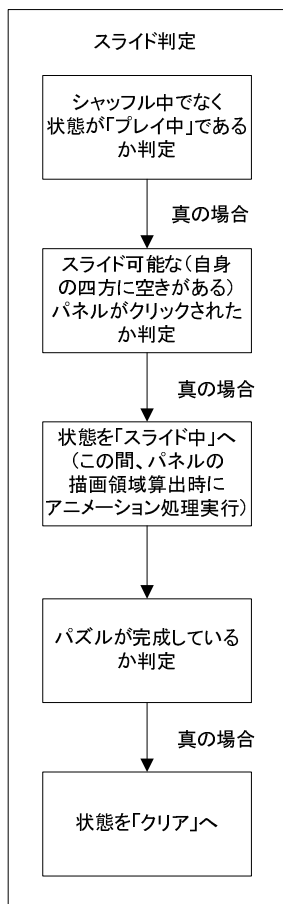 スライド判定
シャッフル中でなく
状態が「プレイ中」である
か判定
真の場合
スライド可能な（自身
の四方に空きがある）
パネルがクリックされた
か判定
真の場合
状態を「スライド中」へ
（この間、パネルの
描画領域算出時に
アニメーション処理実行）
パズルが完成している
か判定
真の場合
状態を「クリア」へ